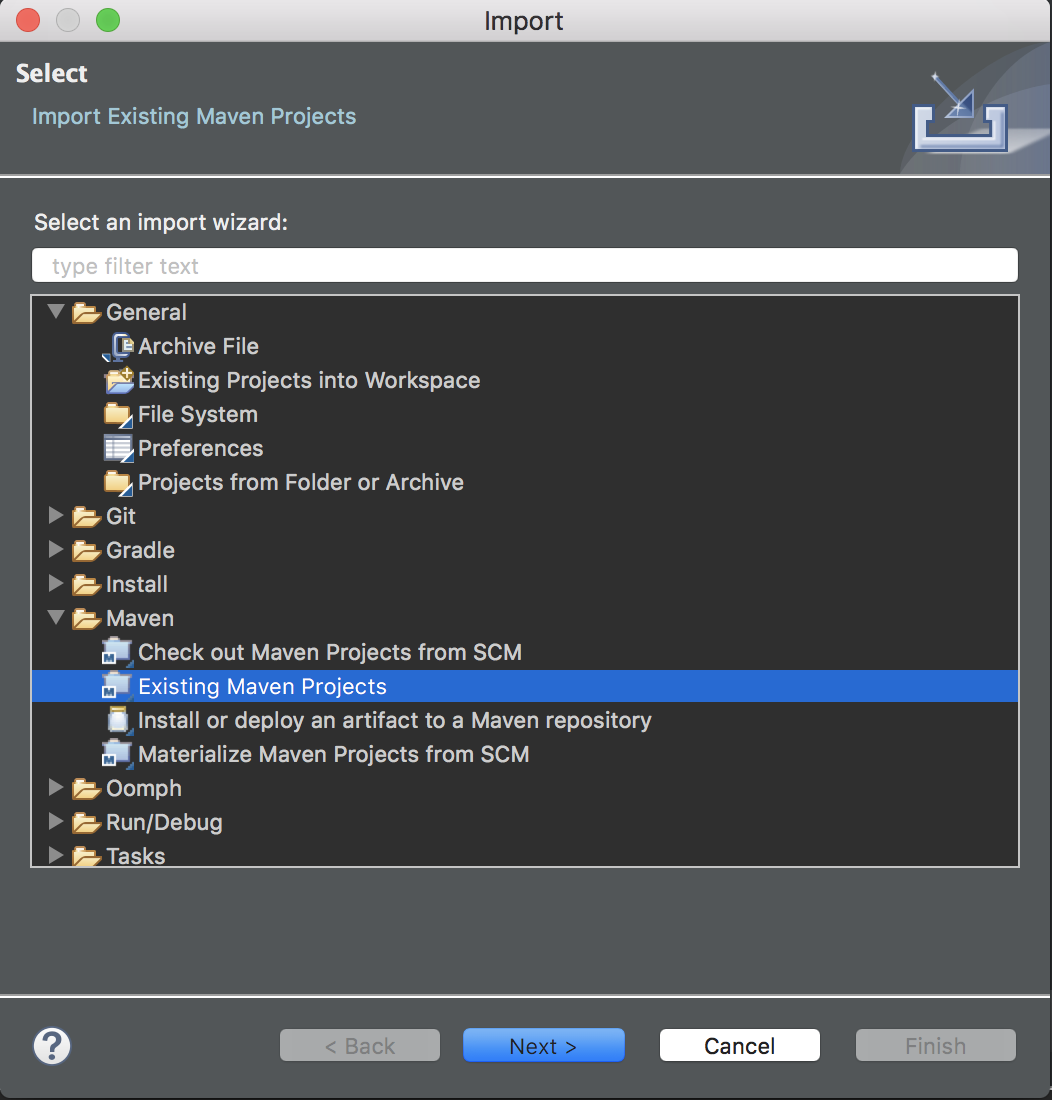 Import
Select
Import Existing Maven Projects
Select an import wizard:
type filter text
General
Archive File
Existing Projects into Workspace
File System
Preferences
Projects from Folder or Archive
Git
Gradle
Install
Maven
Check out Maven Projects from SCM
Existing Maven Projects
Install or deploy an artifact to a Maven repository
Materialize Maven Projects from SCM
Oomph
Run/Debug
Tasks
? < Back Next > Cancel Finish